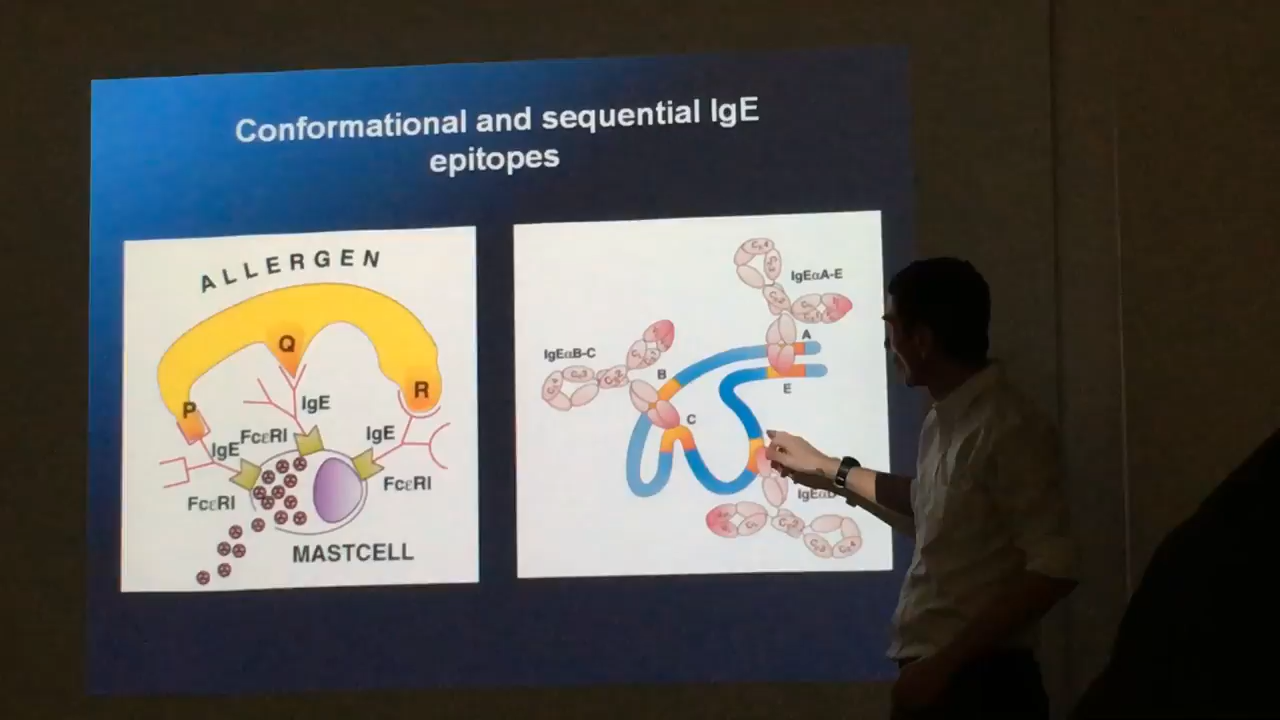 Conformational and sequential IgE
epitopes
ALLERGEN
Q
P
R
IgE
IgE
FcεRI
IgE
FcεRI
FcεRI
MASTCELL
IgEαA-E
IgEαB-C
A
B
E
C
IgEαD